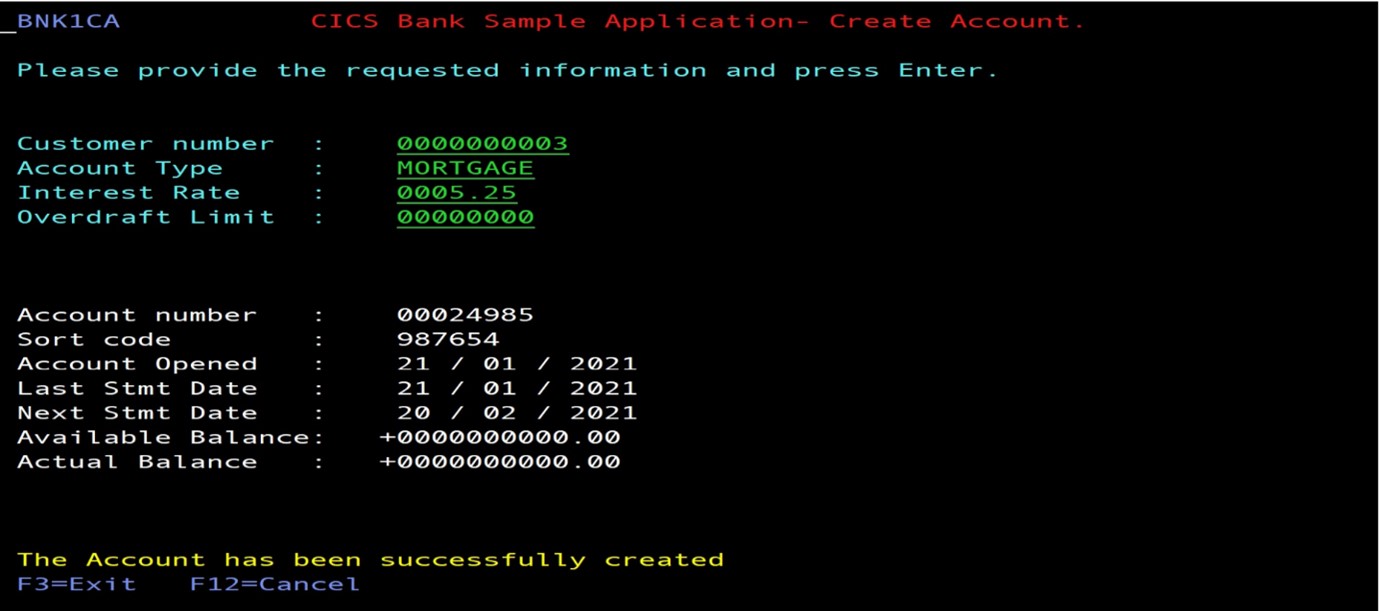 BNK1CA CICS Bank Sample Application- Create Account.
Please provide the requested information and press Enter.
Customer number : 0000000003
Account Type : MORTGAGE
Interest Rate : 0005.25
Overdraft Limit : 00000000
Account number : 00024985
Sort code : 987654
Account Opened : 21 / 01 / 2021
Last Stmt Date : 21 / 01 / 2021
Next Stmt Date : 20 / 02 / 2021
Available Balance: +0000000000.00
Actual Balance : +0000000000.00
The Account has been successfully created
F3=Exit F12=Cancel